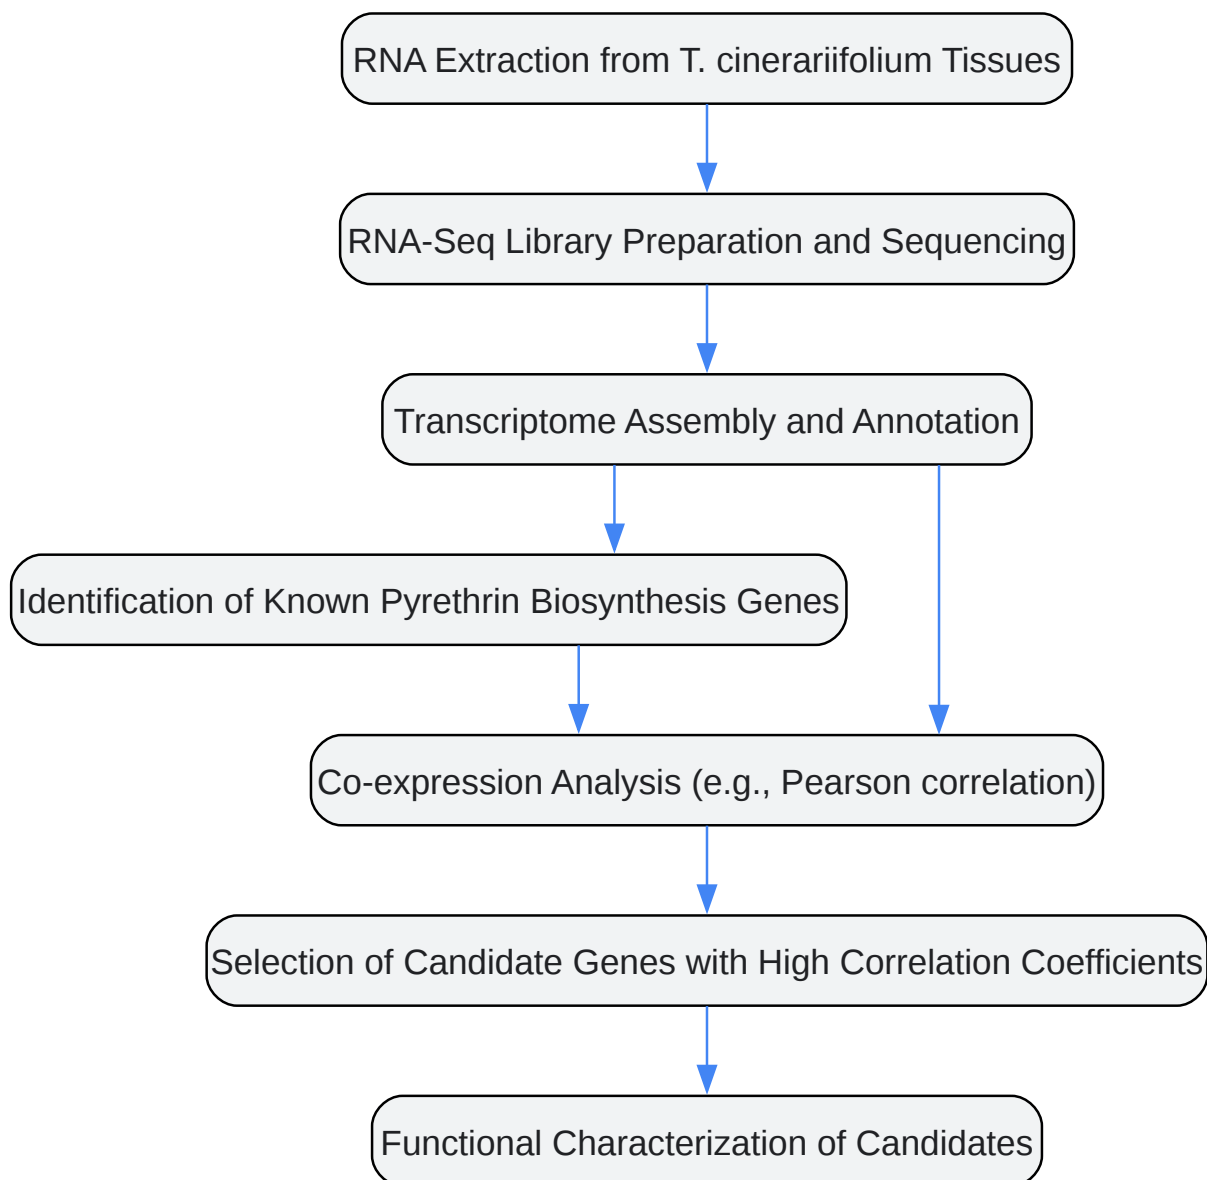 RNA Extraction from T. cinerariifolium Tissues
RNA-Seq Library Preparation and Sequencing
Transcriptome Assembly and Annotation
Identification of Known Pyrethrin Biosynthesis Genes
Co-expression Analysis (e.g., Pearson correlation)
Selection of Candidate Genes with High Correlation Coefficients
Functional Characterization of Candidates